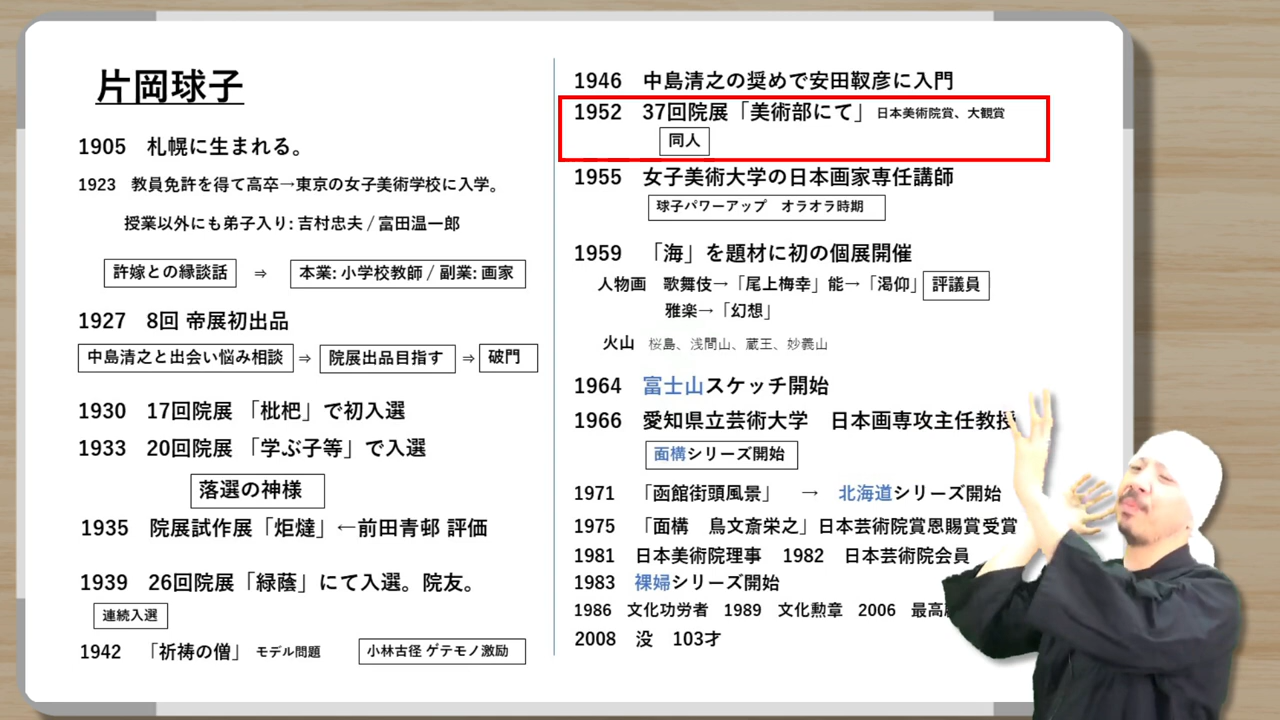 片岡球子
1905 札幌に生まれる。
1923 教員免許を得て高卒→東京の女子美術学校に入学。
授業以外にも弟子入り: 吉村忠夫 / 富田温一郎
許嫁との縁談話 ⇒ 本業: 小学校教師 / 副業: 画家
1927 8回 帝展初出品
中島清之と出会い悩み相談 ⇒ 院展出品目指す ⇒ 破門
1930 17回院展 「枇杷」で初入選
1933 20回院展 「学ぶ子等」で入選
落選の神様
1935 院展試作展「炬燵」←前田青邨 評価
1939 26回院展「緑蔭」にて入選。院友。
連続入選
1942 「祈祷の僧」 モデル問題 小林古径 ゲテモノ激励
1946 中島清之の奨めで安田靫彦に入門
1952 37回院展「美術部にて」 日本美術院賞、大観賞
同人
1955 女子美術大学の日本画家専任講師
球子パワーアップ オラオラ時期
1959 「海」を題材に初の個展開催
人物画 歌舞伎→「尾上梅幸」能→「渇仰」 評議員
雅楽→「幻想」
火山 桜島、浅間山、蔵王、妙義山
1964 富士山スケッチ開始
1966 愛知県立芸術大学 日本画専攻主任教授
面構シリーズ開始
1971 「函館街頭風景」 → 北海道シリーズ開始
1975 「面構 鳥文斎栄之」日本芸術院賞恩賜賞受賞
1981 日本美術院理事 1982 日本芸術院会員
1983 裸婦シリーズ開始
1986 文化功労者 1989 文化勲章 2006 最高
2008 没 103才